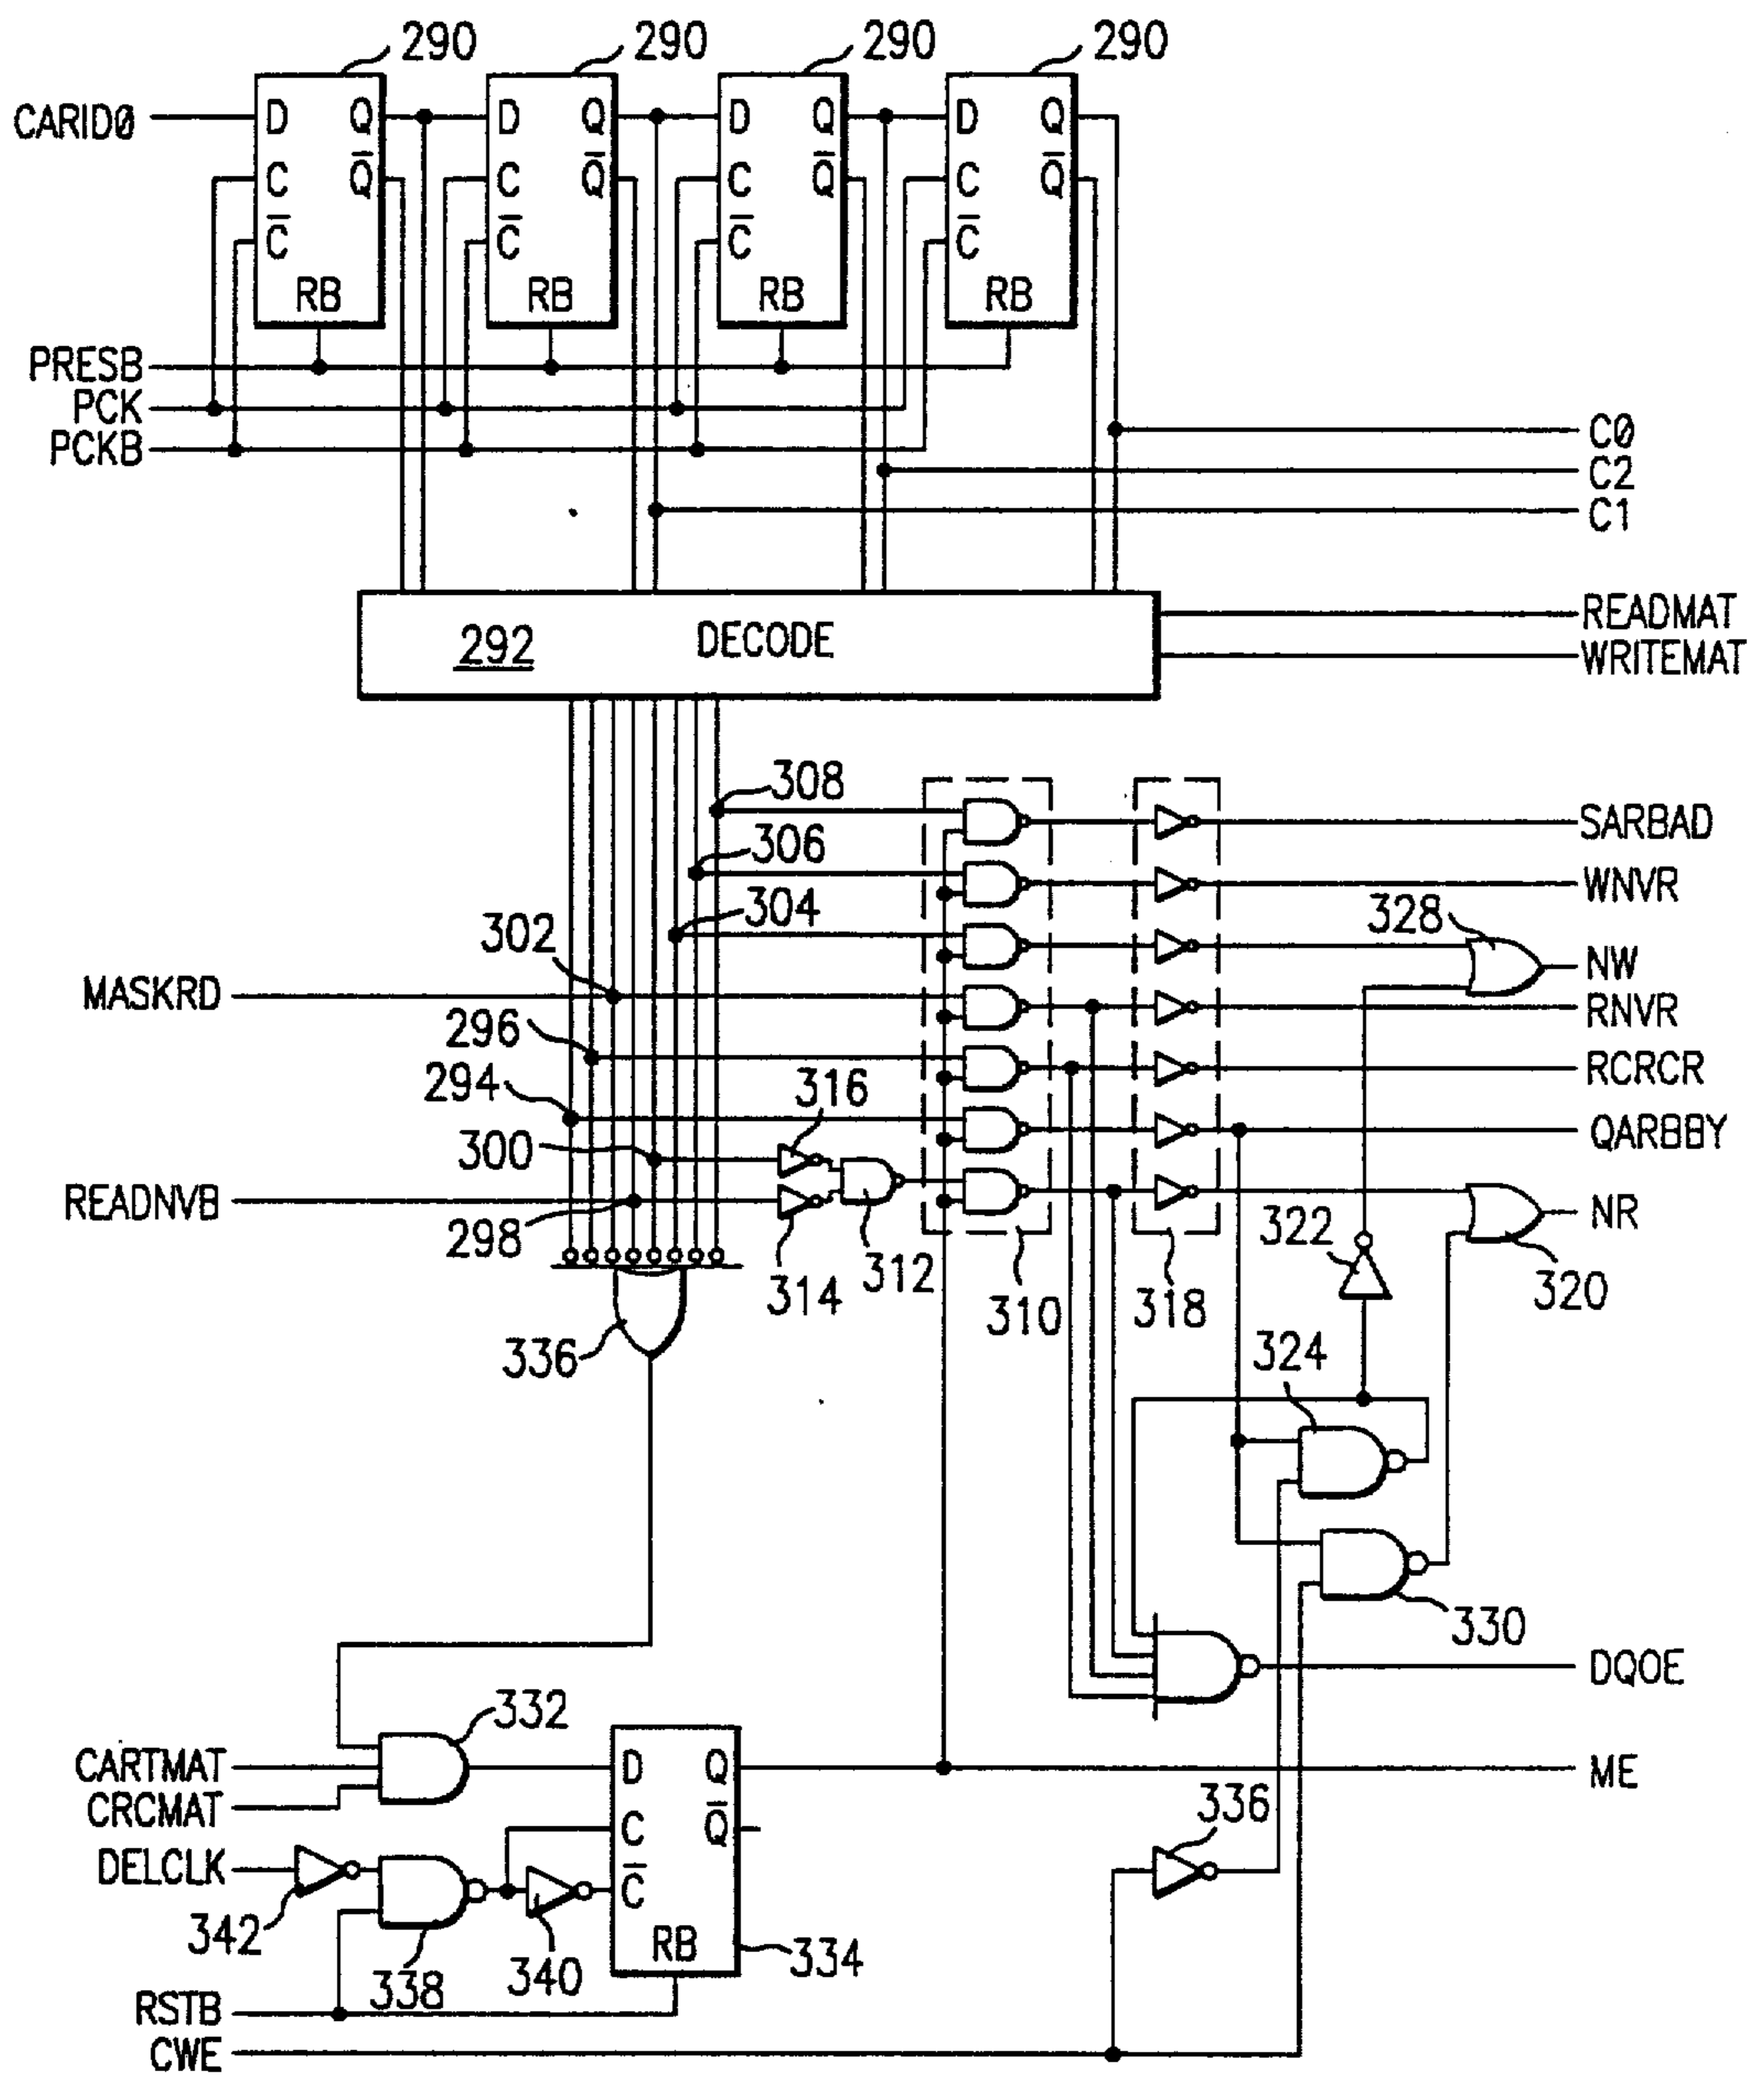 290 290 290 290
CARID0 D Q D Q D Q D Q
C Q̅ C Q̅ C Q̅ C Q̅
C̅ C̅ C̅ C̅
RB RB RB RB
PRESB
PCK
PCKB
C0
C2
C1
292 DECODE
READMAT
WRITEMAT
308
SARBAD
306
WNVR
304
328
302
NW
MASKRD
RNVR
296
RCRCR
294
316
QARBBY
300
READNVB
NR
298
322
312
314
310
318
320
336
324
330
DQOE
332
CARTMAT D Q ME
CRCMAT
336
C Q̅
DELCLK
C̅
342
338
340
RB
334
RSTB
CWE